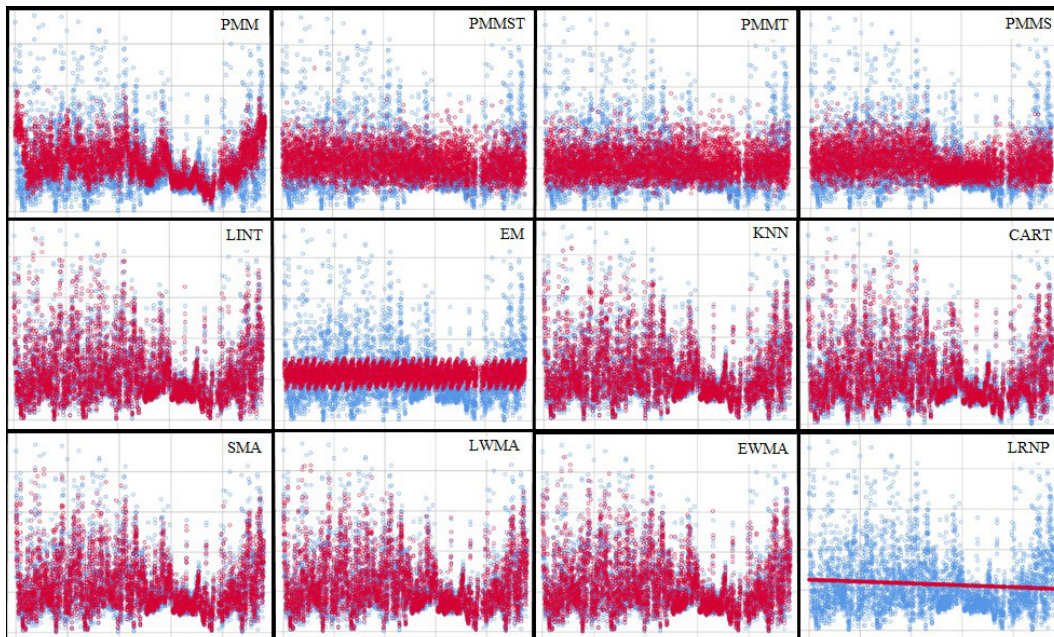 PMM
PMMST
PMMT
PMMS
LINT
EM
KNN
CART
SMA
LWMA
EWMA
LRNP